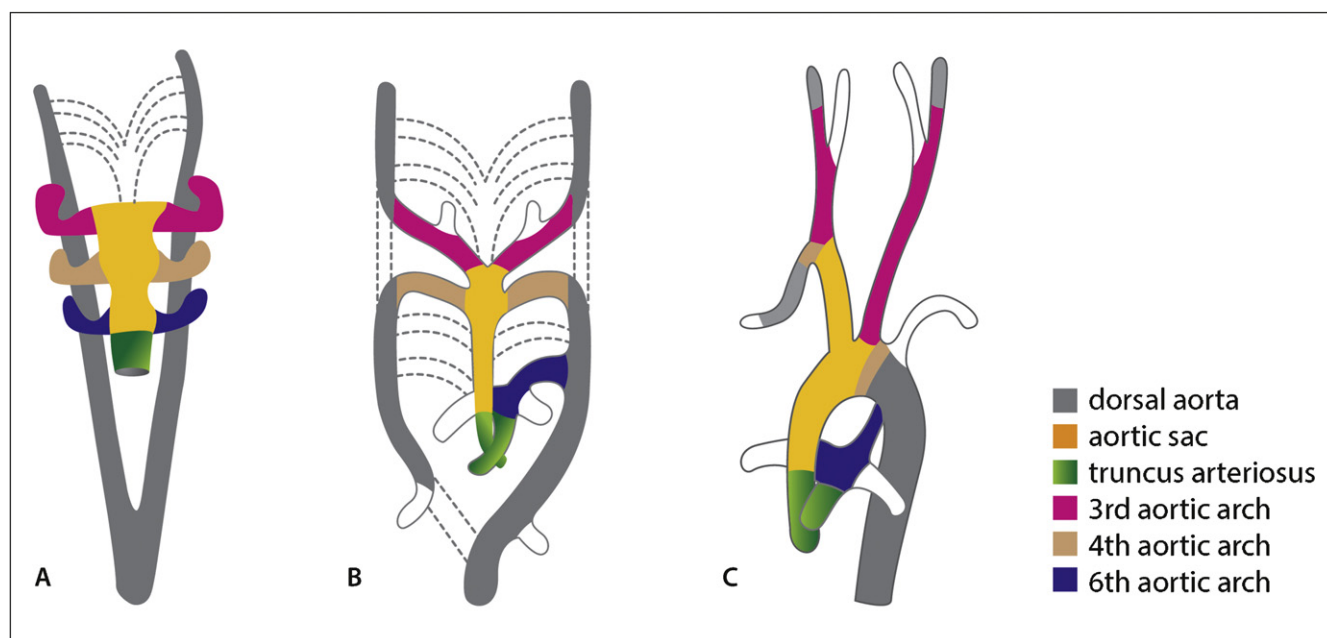 A
B
C
dorsal aorta
aortic sac
truncus arteriosus
3rd aortic arch
4th aortic arch
6th aortic arch